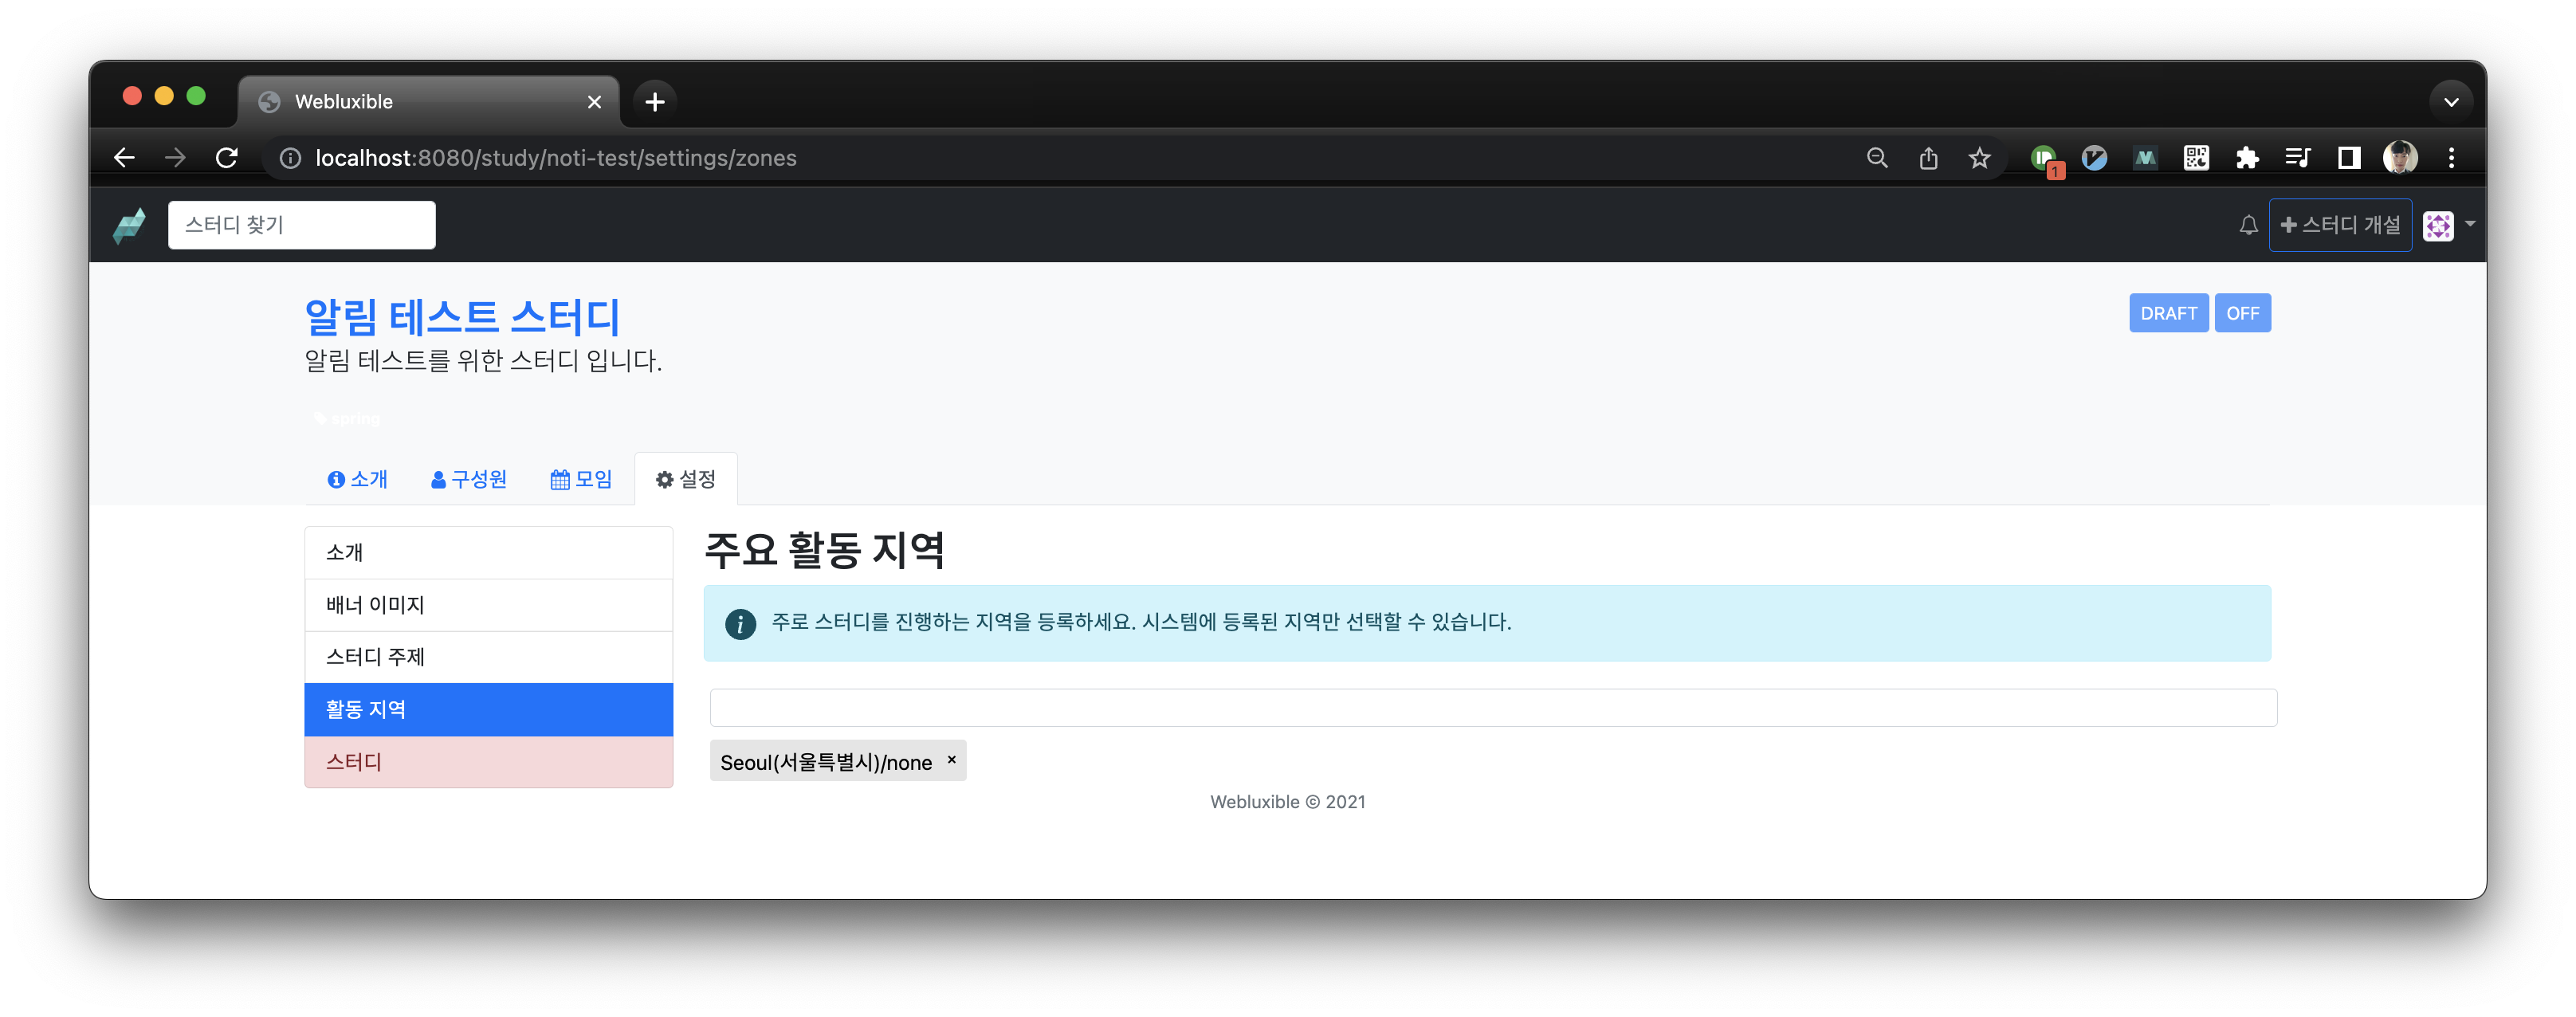 Webluxible
localhost:8080/study/noti-test/settings/zones
1
스터디 찾기
스터디 개설
알림 테스트 스터디
DRAFT OFF
알림 테스트를 위한 스터디 입니다.
spring
소개 구성원 모임 설정
소개
배너 이미지
스터디 주제
활동 지역
스터디
주요 활동 지역
주로 스터디를 진행하는 지역을 등록하세요. 시스템에 등록된 지역만 선택할 수 있습니다.
Seoul(서울특별시)/none ×
Webluxible © 2021